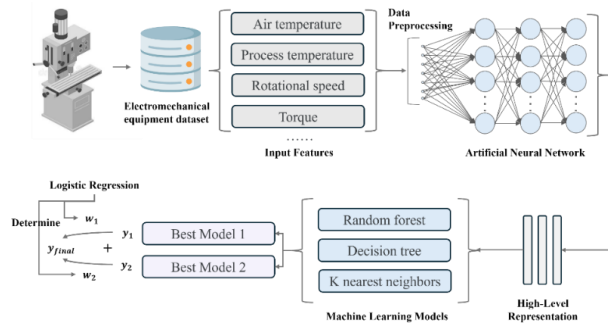 Air temperature
Process temperature
Rotational speed
Torque
......
Input Features
Electromechanical
equipment dataset
Data
Preprocessing
Artificial Neural Network
Logistic Regression
Determine
w₁
y₁
y_final
+
w₂
y₂
Best Model 1
Best Model 2
Random forest
Decision tree
K nearest neighbors
Machine Learning Models
High-Level
Representation